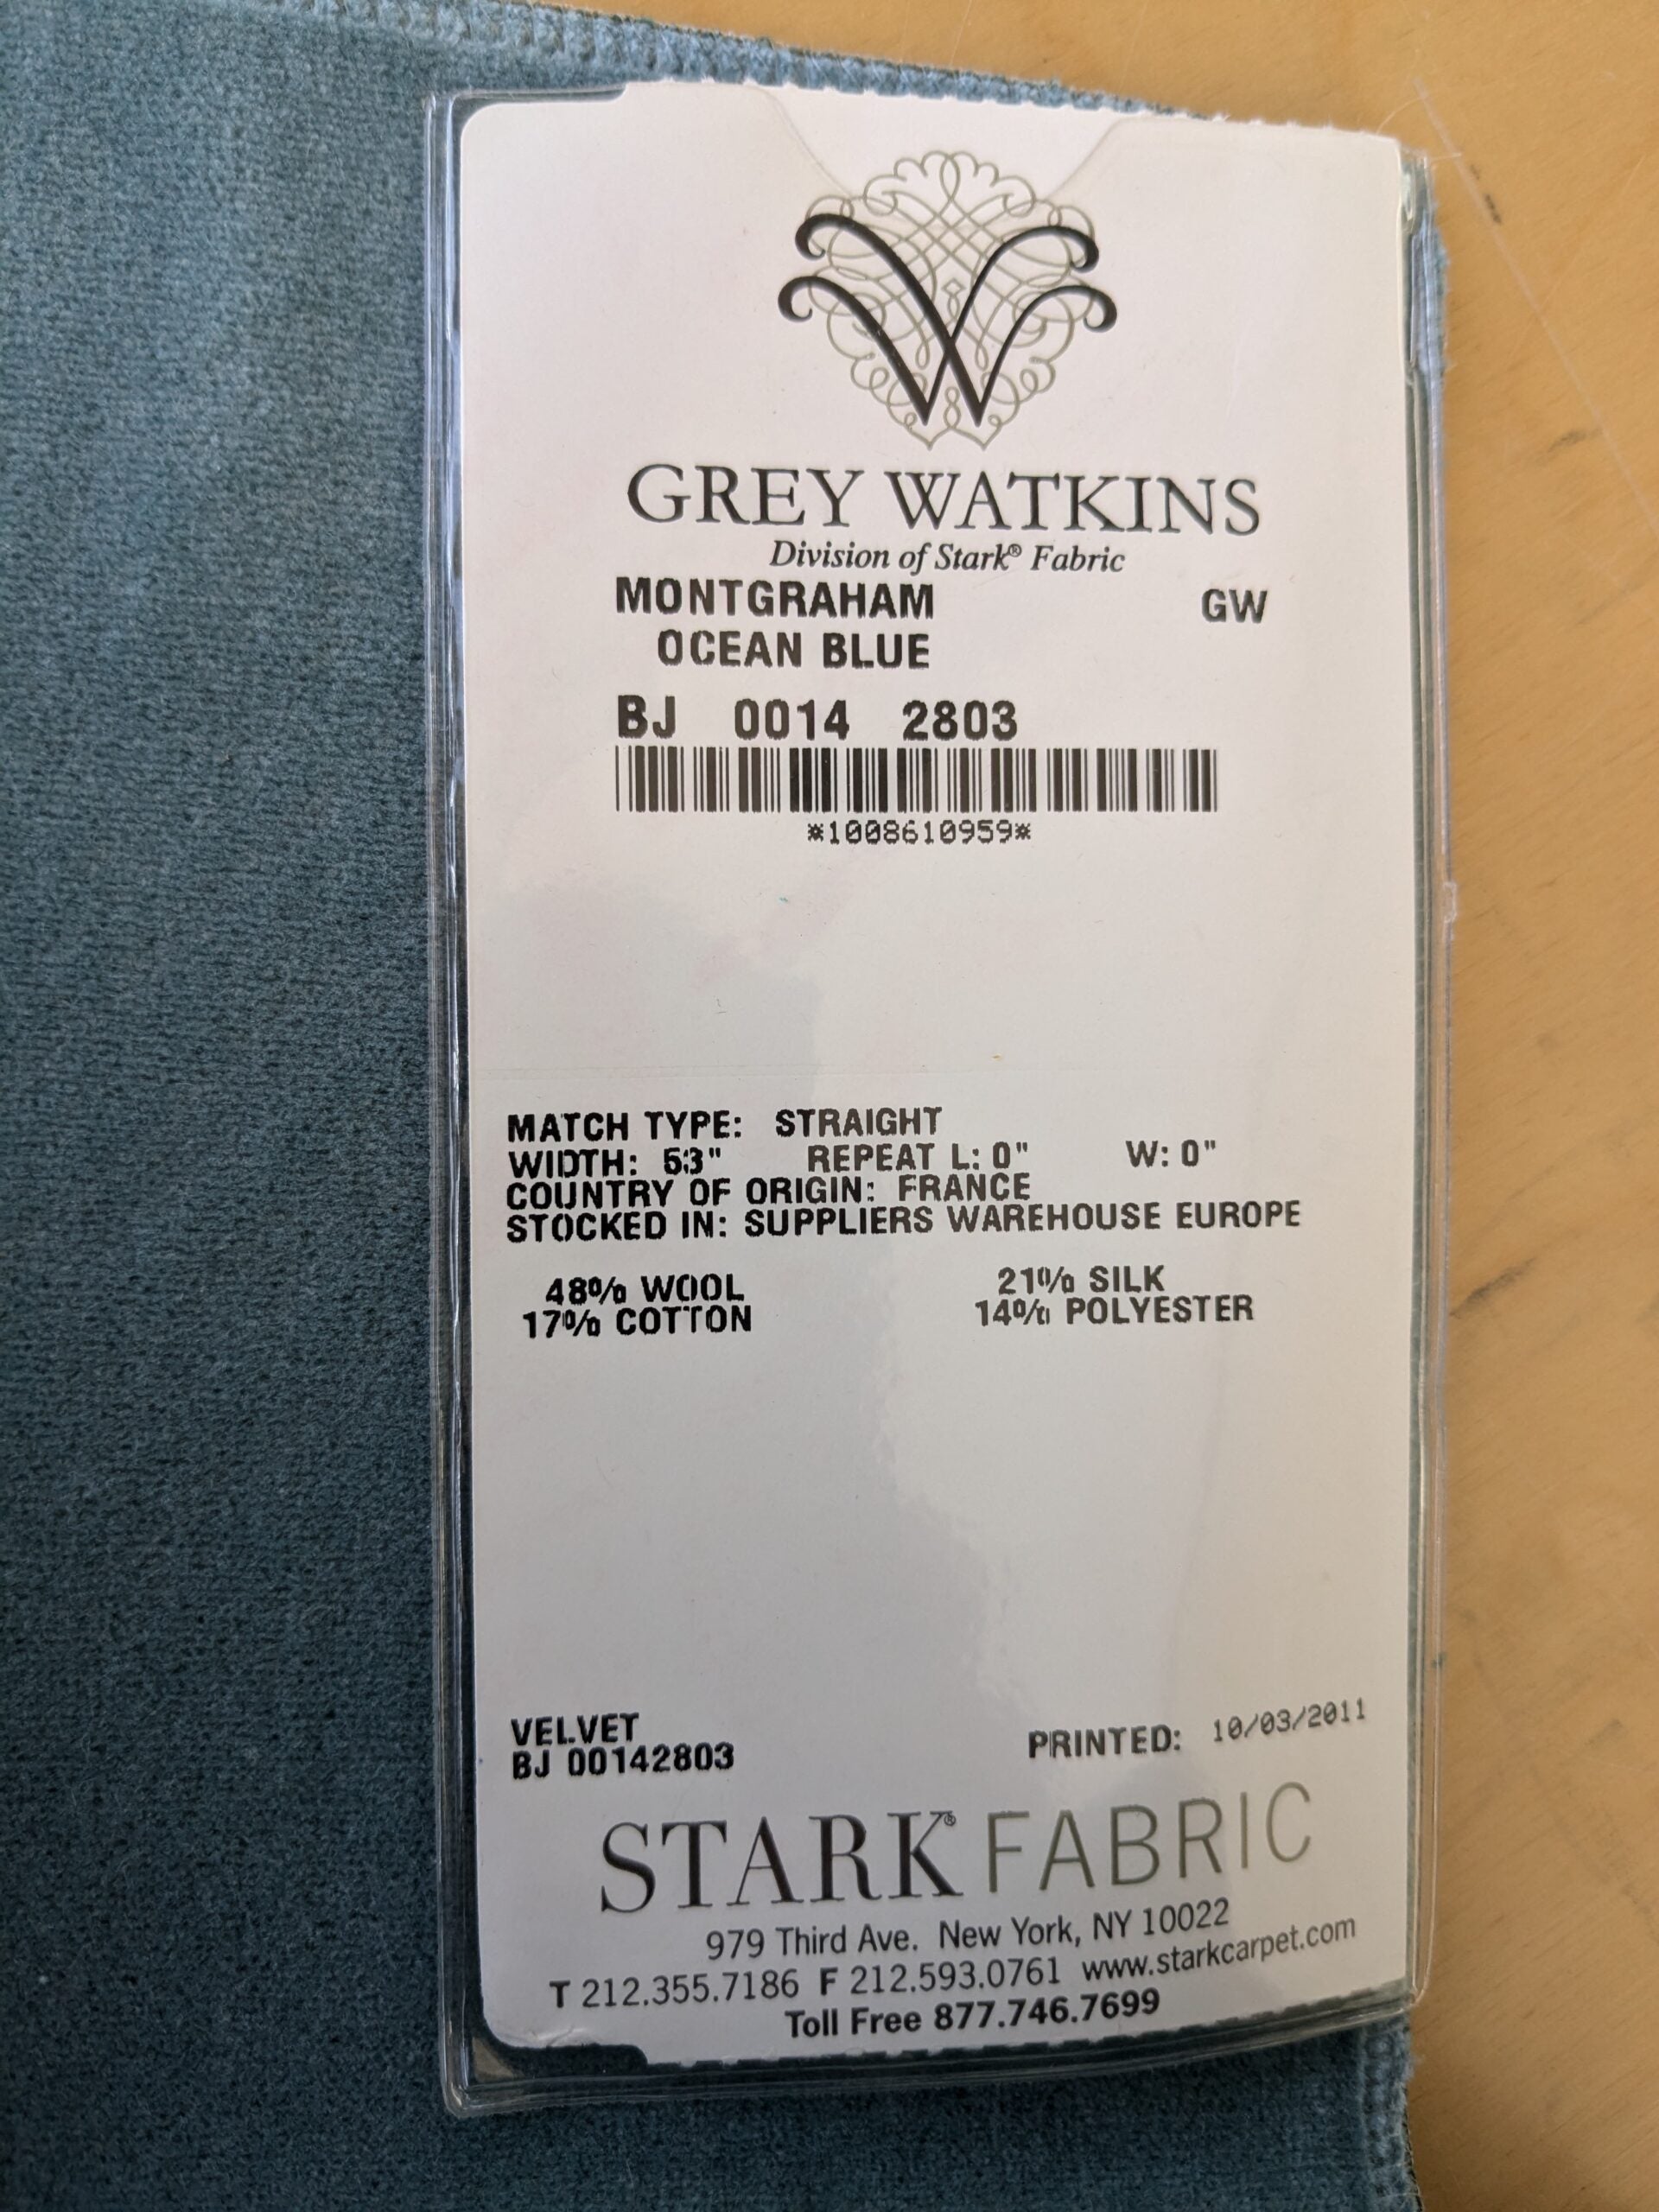 GREY WATKINS
Division of Stark® Fabric
MONTGRAHAM GW
OCEAN BLUE
BJ 0014 2803
*1008610959*
MATCH TYPE: STRAIGHT
WIDTH: 53" REPEAT L: 0" W: 0"
COUNTRY OF ORIGIN: FRANCE
STOCKED IN: SUPPLIERS WAREHOUSE EUROPE
48% WOOL 21% SILK
17% COTTON 14% POLYESTER
VELVET PRINTED: 10/03/2011
BJ 00142803
STARK® FABRIC
979 Third Ave. New York, NY 10022
T 212.355.7186 F 212.593.0761 www.starkcarpet.com
Toll Free 877.746.7699